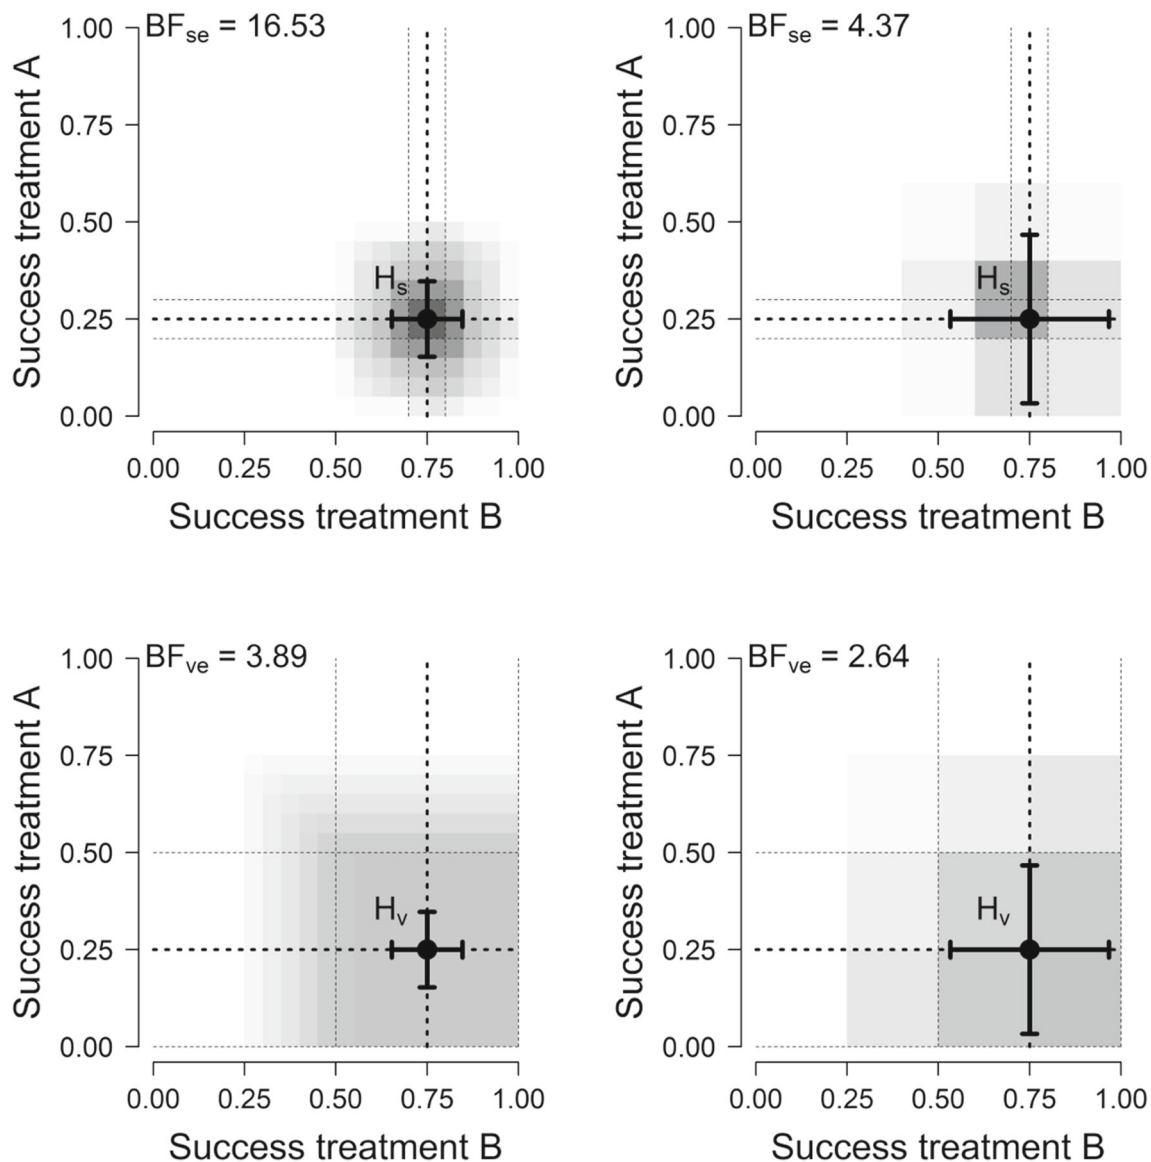 BFse = 16.53
1.00
0.75
0.50
0.25
0.00
Success treatment A
Hs
0.00 0.25 0.50 0.75 1.00
Success treatment B
BFse = 4.37
1.00
0.75
0.50
0.25
0.00
Success treatment A
Hs
0.00 0.25 0.50 0.75 1.00
Success treatment B
BFve = 3.89
1.00
0.75
0.50
0.25
0.00
Success treatment A
Hv
0.00 0.25 0.50 0.75 1.00
Success treatment B
BFve = 2.64
1.00
0.75
0.50
0.25
0.00
Success treatment A
Hv
0.00 0.25 0.50 0.75 1.00
Success treatment B